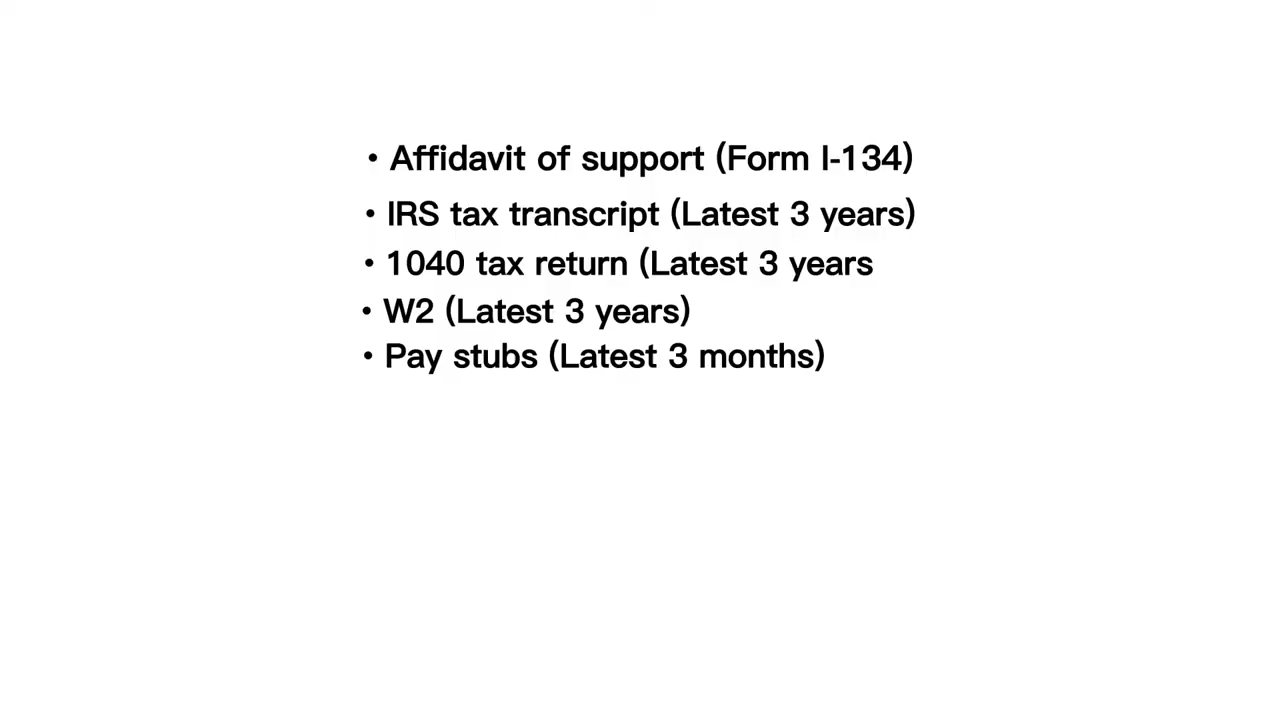 • Affidavit of support (Form I-134)
• IRS tax transcript (Latest 3 years)
• 1040 tax return (Latest 3 years
• W2 (Latest 3 years)
• Pay stubs (Latest 3 months)